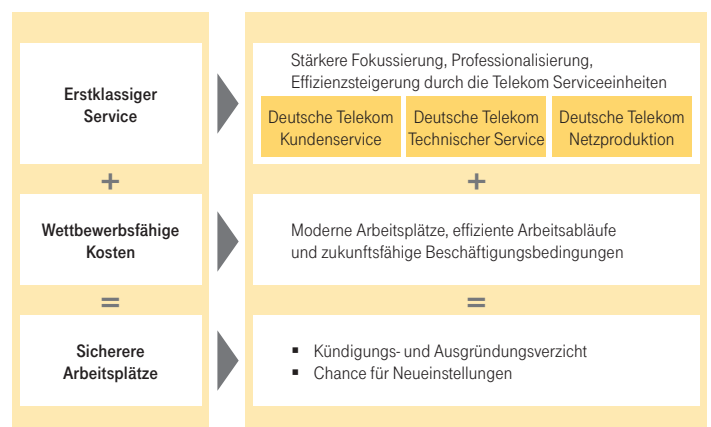 Erstklassiger
Service
Stärkere Fokussierung, Professionalisierung,
Effizienzsteigerung durch die Telekom Serviceeinheiten
Deutsche Telekom
Kundenservice
Deutsche Telekom
Technischer Service
Deutsche Telekom
Netzproduktion
+
+
Wettbewerbsfähige
Kosten
Moderne Arbeitsplätze, effiziente Arbeitsabläufe
und zukunftsfähige Beschäftigungsbedingungen
=
=
Sicherere
Arbeitsplätze
▪ Kündigungs- und Ausgründungsverzicht
▪ Chance für Neueinstellungen